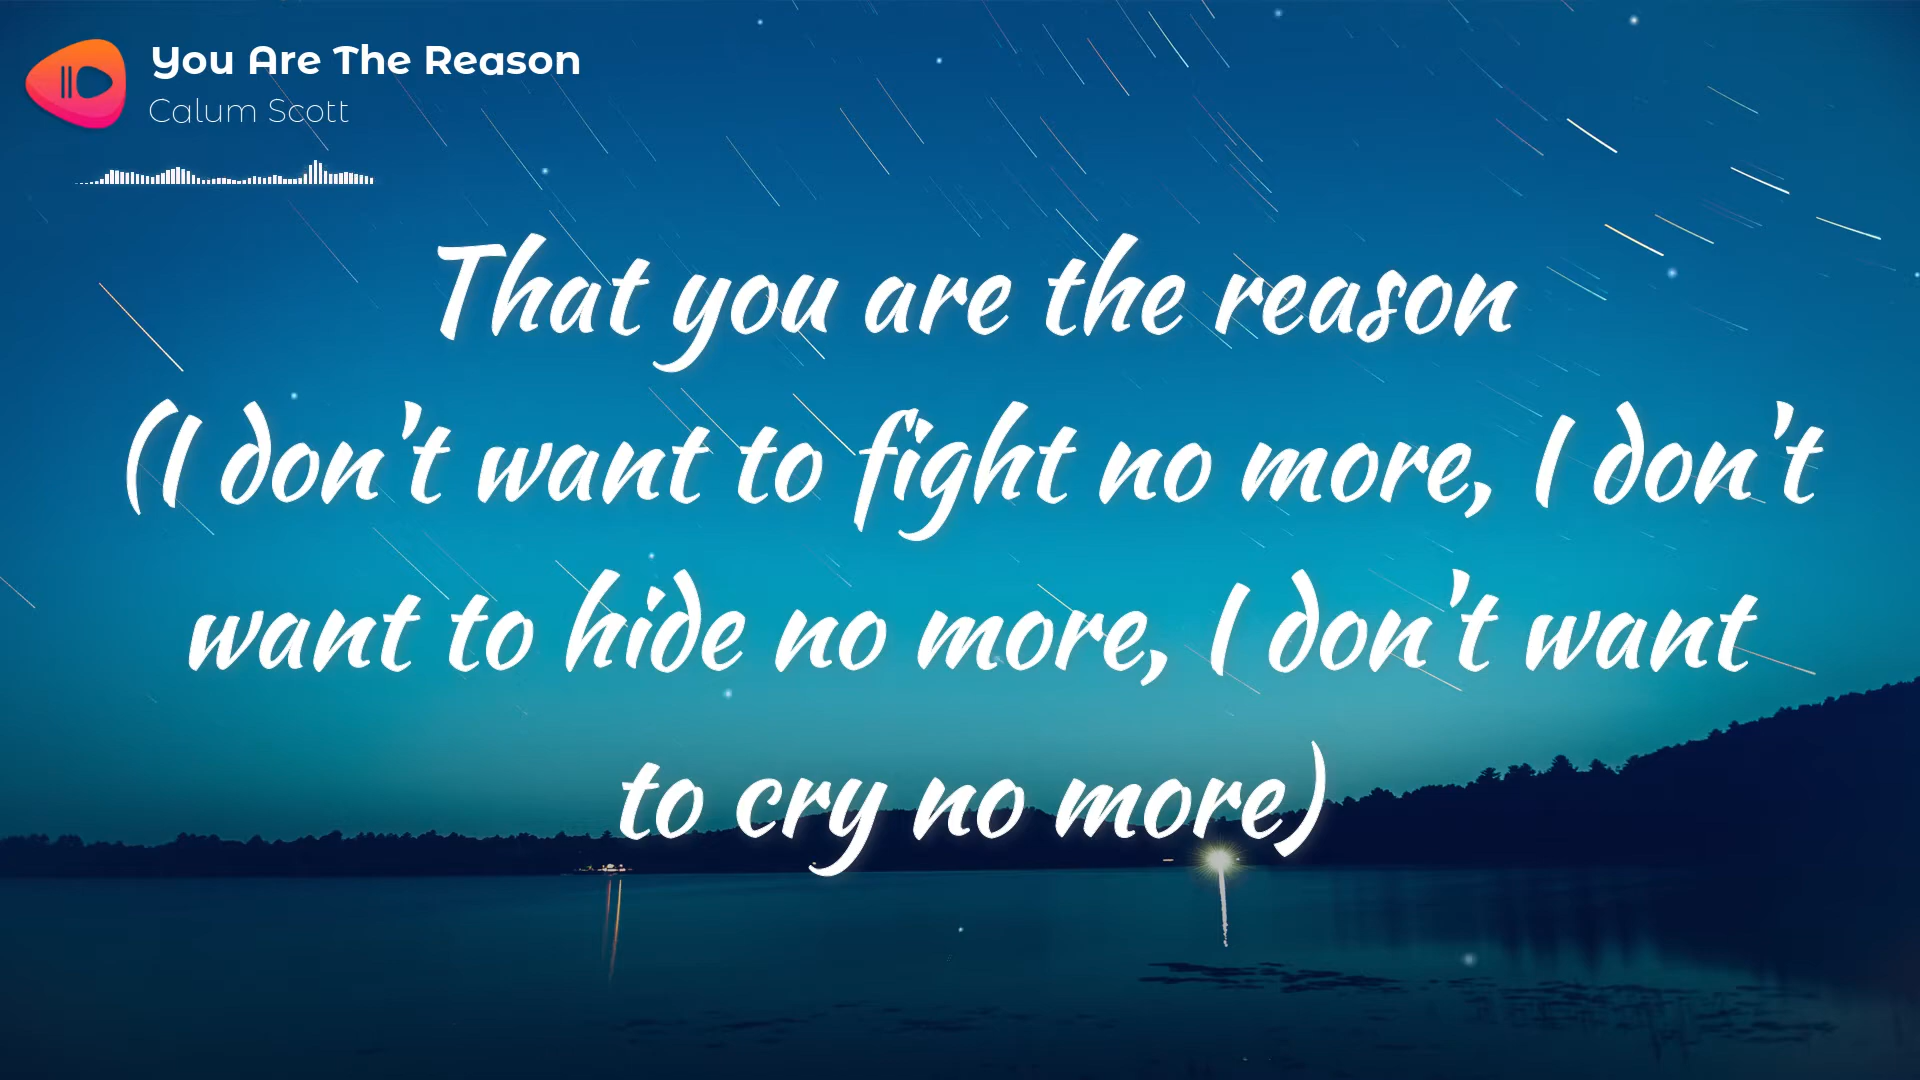 You Are The Reason
Calum Scott
That you are the reason
(I don't want to fight no more, I don't
want to hide no more, I don't want
to cry no more)